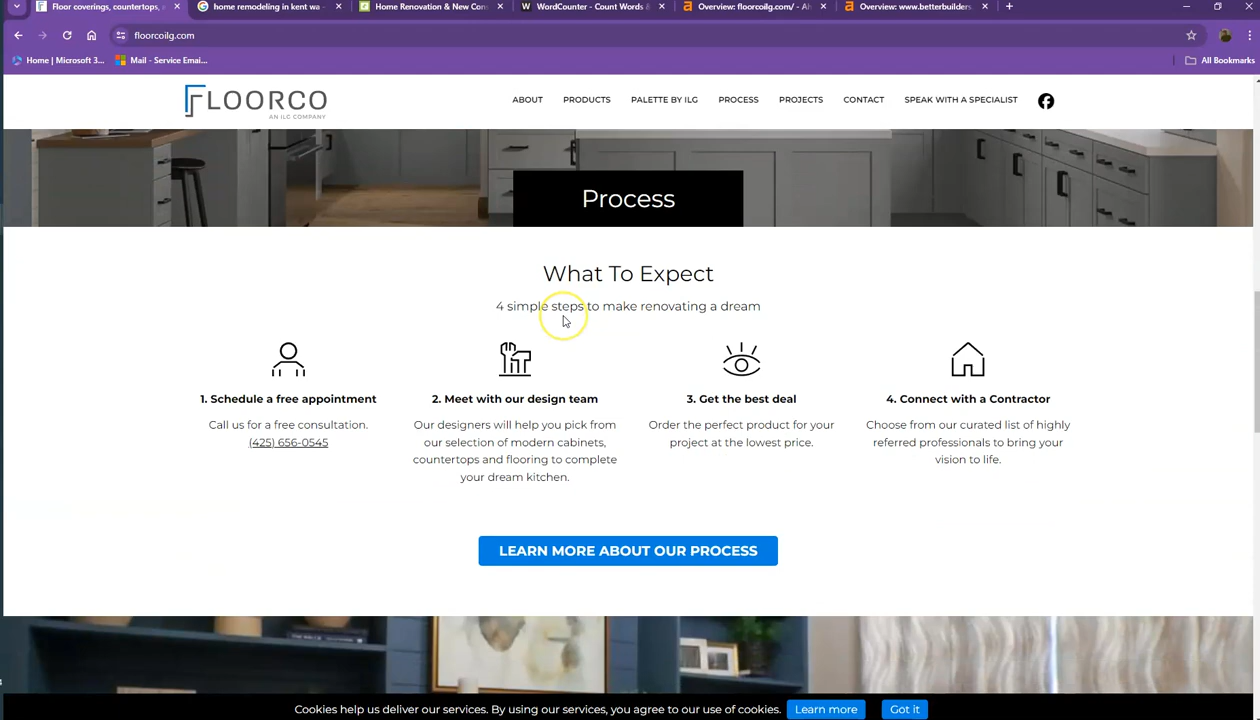 Floor coverings, countertops, a
home remodeling in kent wa -
Home Renovation & New Con
WordCounter - Count Words &
Overview: floorcoilg.com/ - Ah
Overview: www.betterbuilders.
floorcoilg.com
Home | Microsoft 3...
Mail - Service Email...
All Bookmarks
FLOORCO
AN ILG COMPANY
ABOUT
PRODUCTS
PALETTE BY ILG
PROCESS
PROJECTS
CONTACT
SPEAK WITH A SPECIALIST
Process
What To Expect
4 simple steps to make renovating a dream
1. Schedule a free appointment
Call us for a free consultation.
(425) 656-0545
2. Meet with our design team
Our designers will help you pick from
our selection of modern cabinets,
countertops and flooring to complete
your dream kitchen.
3. Get the best deal
Order the perfect product for your
project at the lowest price.
4. Connect with a Contractor
Choose from our curated list of highly
referred professionals to bring your
vision to life.
LEARN MORE ABOUT OUR PROCESS
Cookies help us deliver our services. By using our services, you agree to our use of cookies.
Learn more
Got it